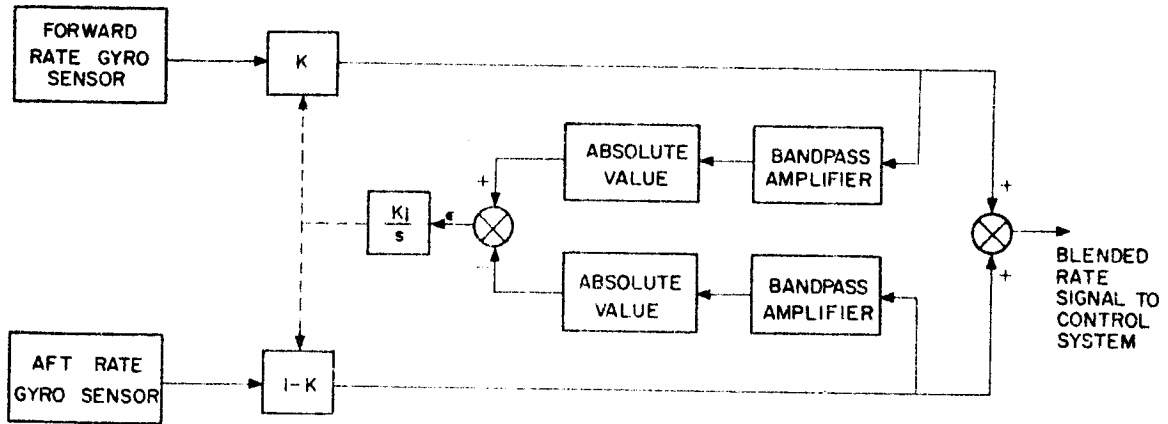 FORWARD
RATE GYRO
SENSOR
K
+
ABSOLUTE
VALUE
BANDPASS
AMPLIFIER
+
Ki
s
ϵ
−
ABSOLUTE
VALUE
BANDPASS
AMPLIFIER
+
BLENDED
RATE
SIGNAL TO
CONTROL
SYSTEM
AFT RATE
GYRO SENSOR
1-K